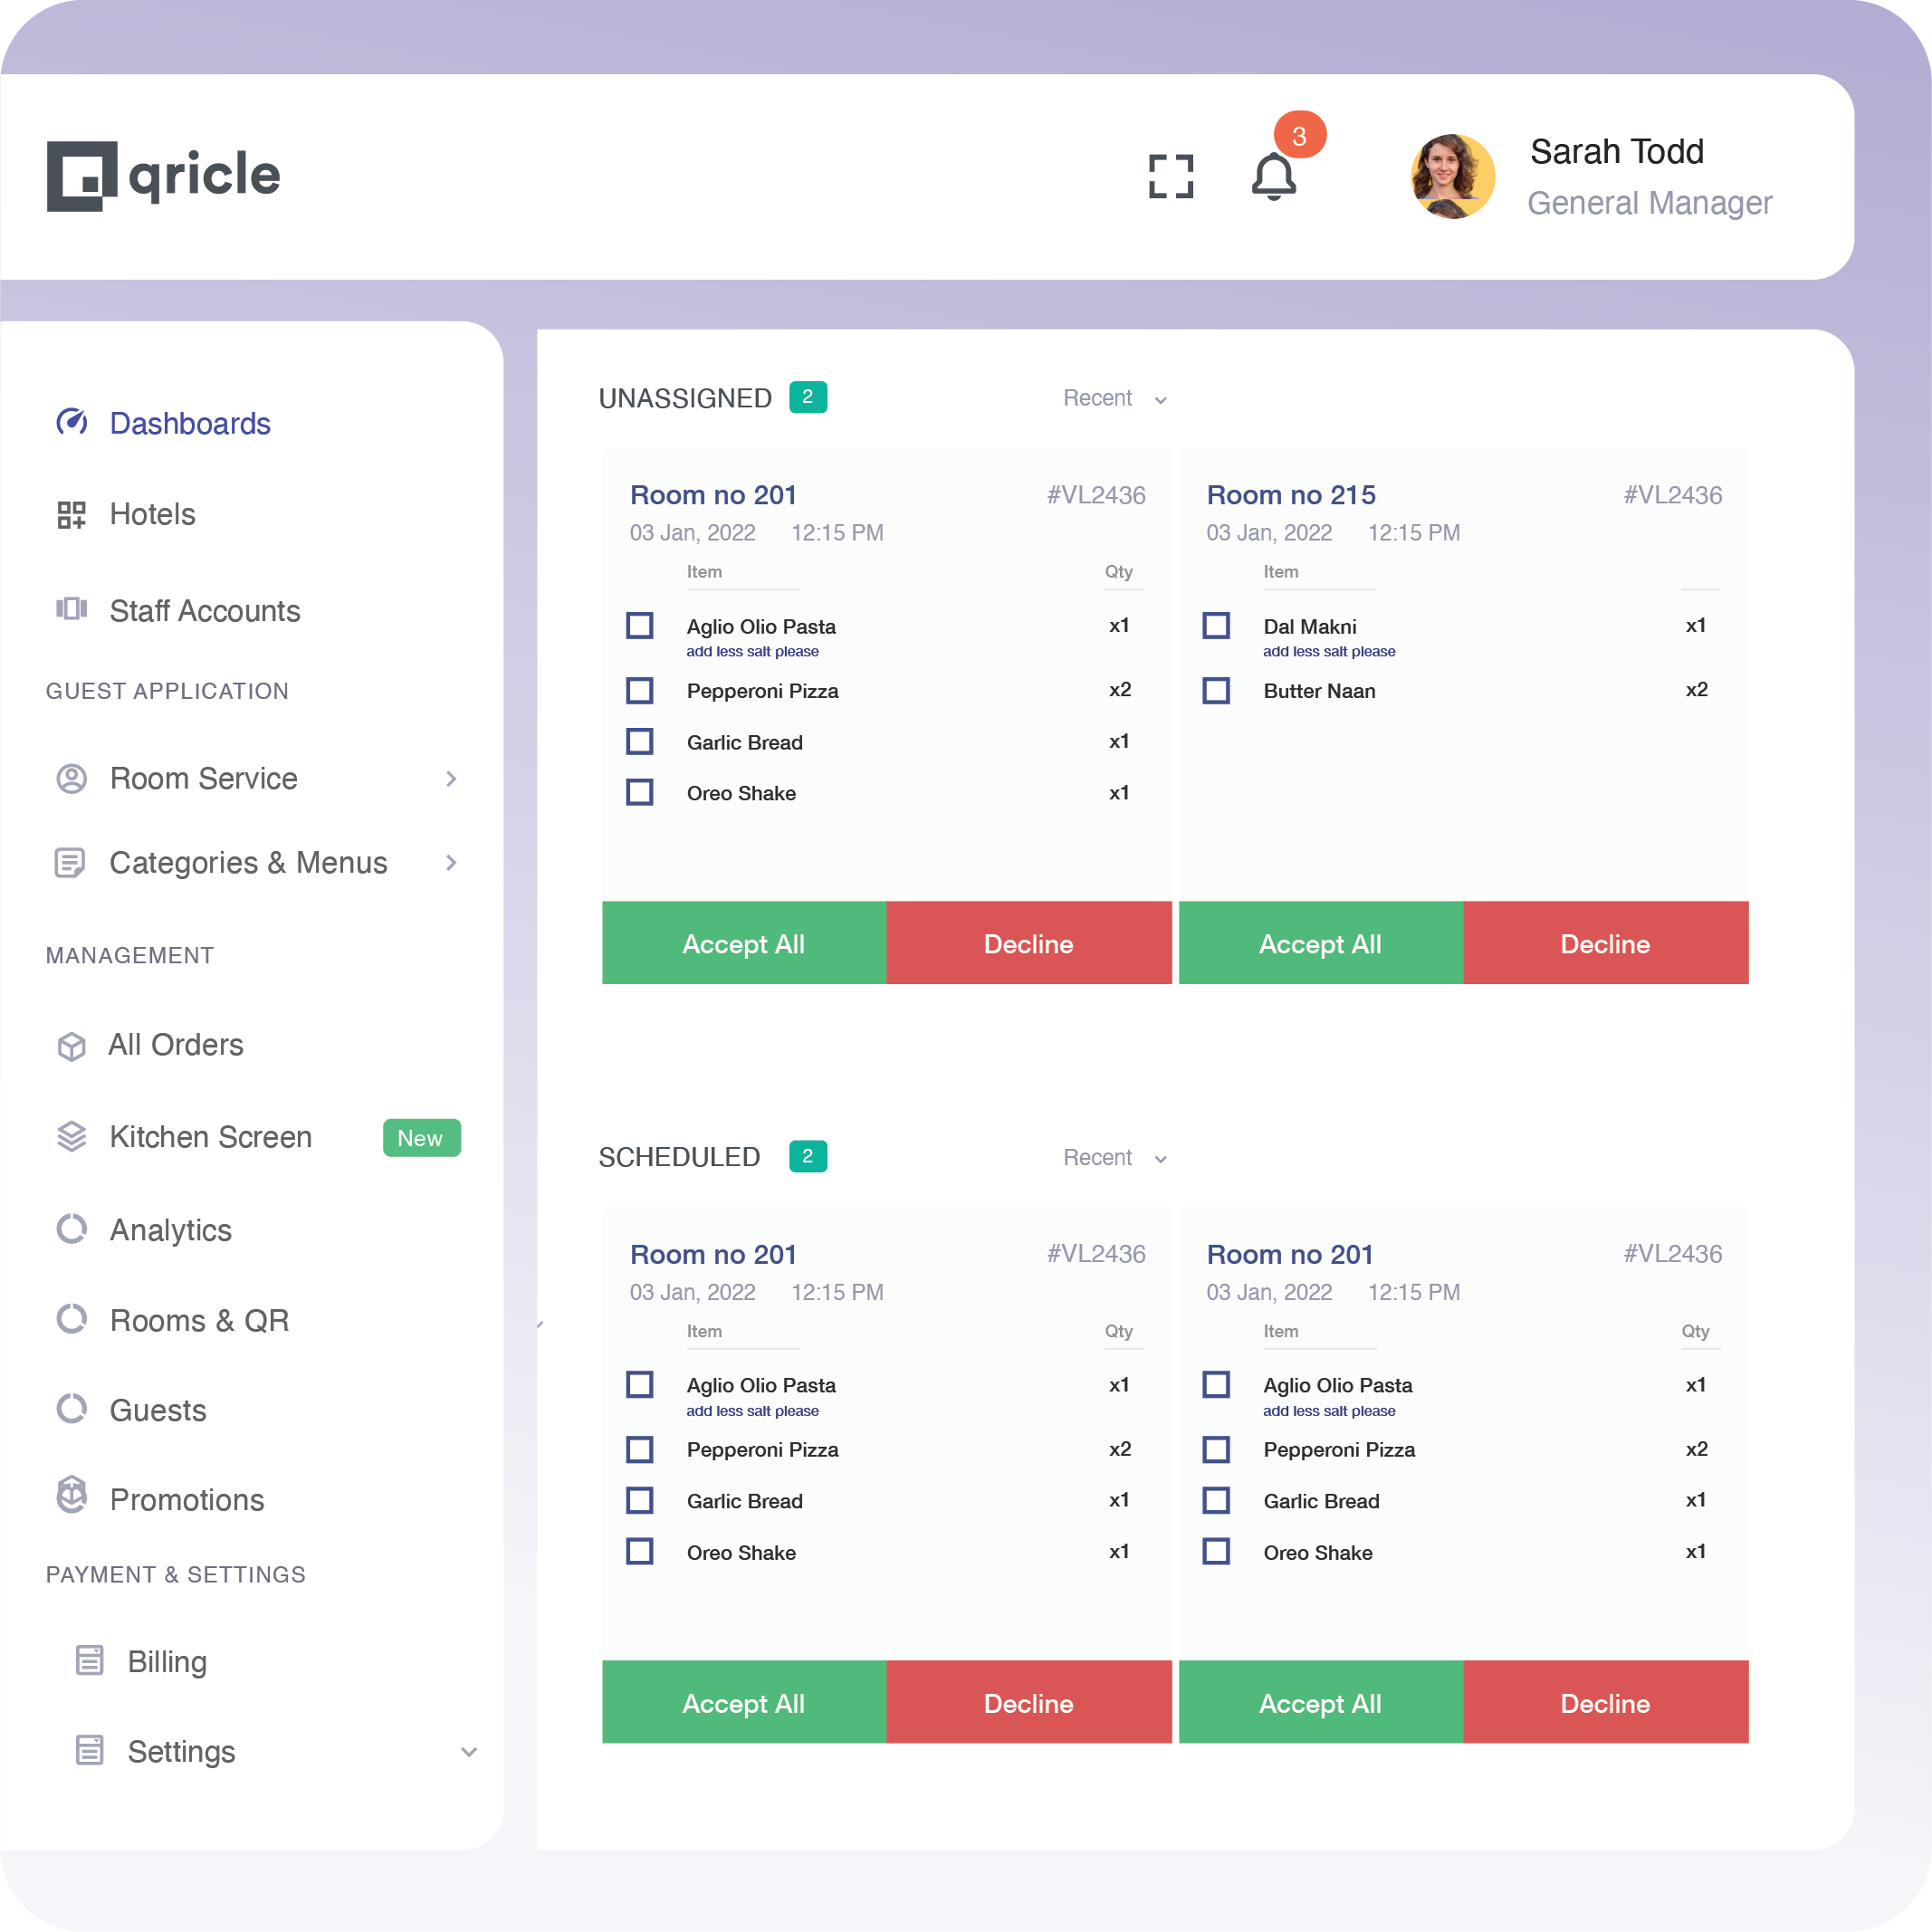 qricle
3
Sarah Todd
General Manager
Dashboards
Hotels
Staff Accounts
GUEST APPLICATION
Room Service
Categories & Menus
MANAGEMENT
All Orders
Kitchen Screen New
Analytics
Rooms & QR
Guests
Promotions
PAYMENT & SETTINGS
Billing
Settings
UNASSIGNED 2 Recent
Room no 201 #VL2436
03 Jan, 2022 12:15 PM
Item Qty
Aglio Olio Pasta x1
add less salt please
Pepperoni Pizza x2
Garlic Bread x1
Oreo Shake x1
Accept All Decline
Room no 215 #VL2436
03 Jan, 2022 12:15 PM
Item
Dal Makni x1
add less salt please
Butter Naan x2
Accept All Decline
SCHEDULED 2 Recent
Room no 201 #VL2436
03 Jan, 2022 12:15 PM
Item Qty
Aglio Olio Pasta x1
add less salt please
Pepperoni Pizza x2
Garlic Bread x1
Oreo Shake x1
Accept All Decline
Room no 201 #VL2436
03 Jan, 2022 12:15 PM
Item Qty
Aglio Olio Pasta x1
add less salt please
Pepperoni Pizza x2
Garlic Bread x1
Oreo Shake x1
Accept All Decline